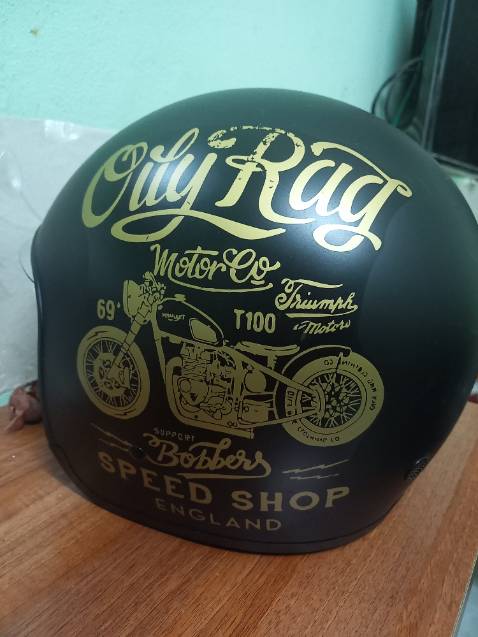 Oily Rag
Motor Co
Triumph
Motors
69
T100
SUPPORT
Bobbers
SPEED SHOP
ENGLAND